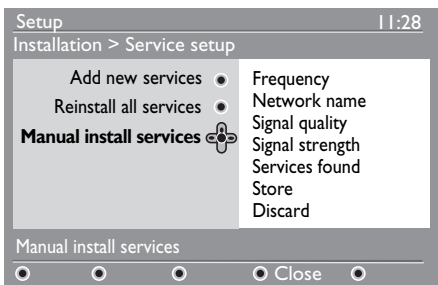 Setup 11:28
Installation > Service setup
Add new services
Reinstall all services
Manual install services
Frequency
Network name
Signal quality
Signal strength
Services found
Store
Discard
Manual install services
Close